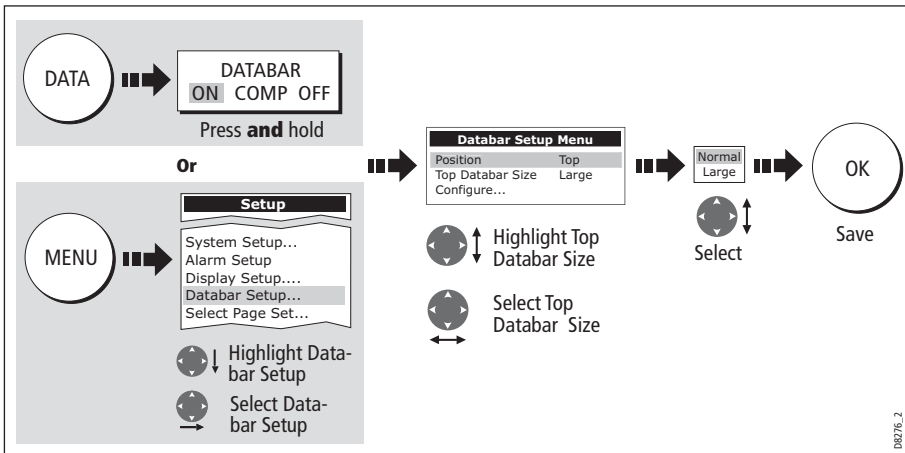 DATA
DATABAR
ON COMP OFF
Press and hold
Or
MENU
Setup
System Setup...
Alarm Setup
Display Setup....
Databar Setup...
Select Page Set...
Highlight Data-
bar Setup
Select Data-
bar Setup
Databar Setup Menu
Position Top
Top Databar Size Large
Configure...
Highlight Top
Databar Size
Select Top
Databar Size
Normal
Large
Select
OK
Save
D8276_2